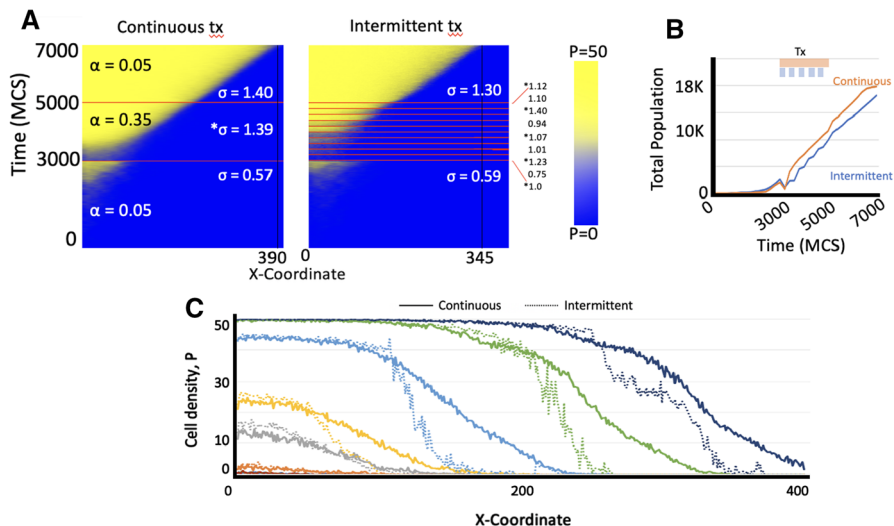 A
Continuous tx
Intermittent tx
B
Time (MCS)
7000
5000
3000
0
α = 0.05
α = 0.35
α = 0.05
σ = 1.40
*σ = 1.39
σ = 0.57
390
σ = 1.30
σ = 0.59
0
345
X-Coordinate
*1.12
1.10
*1.40
0.94
*1.07
1.01
*1.23
0.75
*1.0
P=50
P=0
Total Population
18K
10K
0
Tx
Continuous
Intermittent
0
3000
5000
7000
Time (MCS)
C
Continuous
Intermittent
Cell density, P
50
30
10
0
0
200
400
X-Coordinate